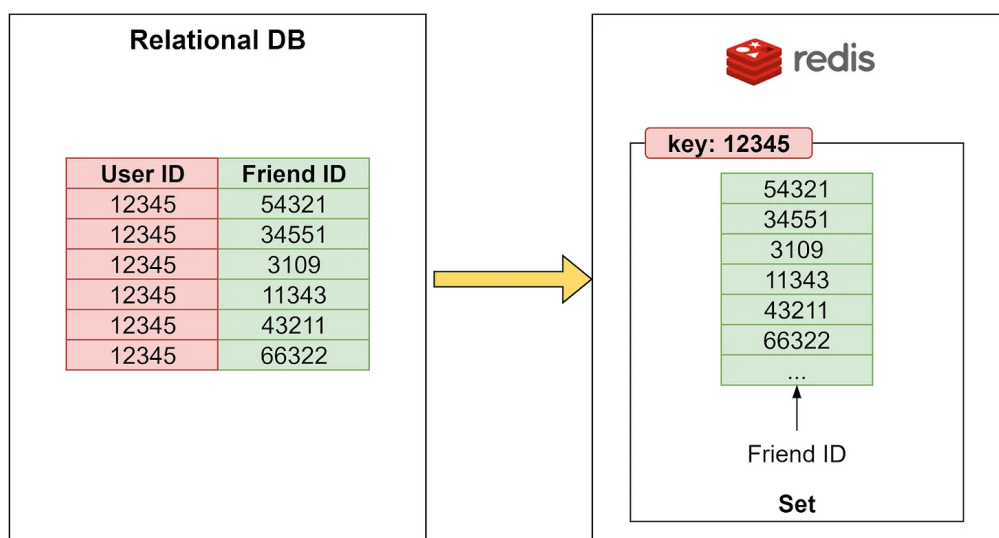 Relational DB
User ID Friend ID
12345 54321
12345 34551
12345 3109
12345 11343
12345 43211
12345 66322
redis
key: 12345
54321
34551
3109
11343
43211
66322
...
Friend ID
Set